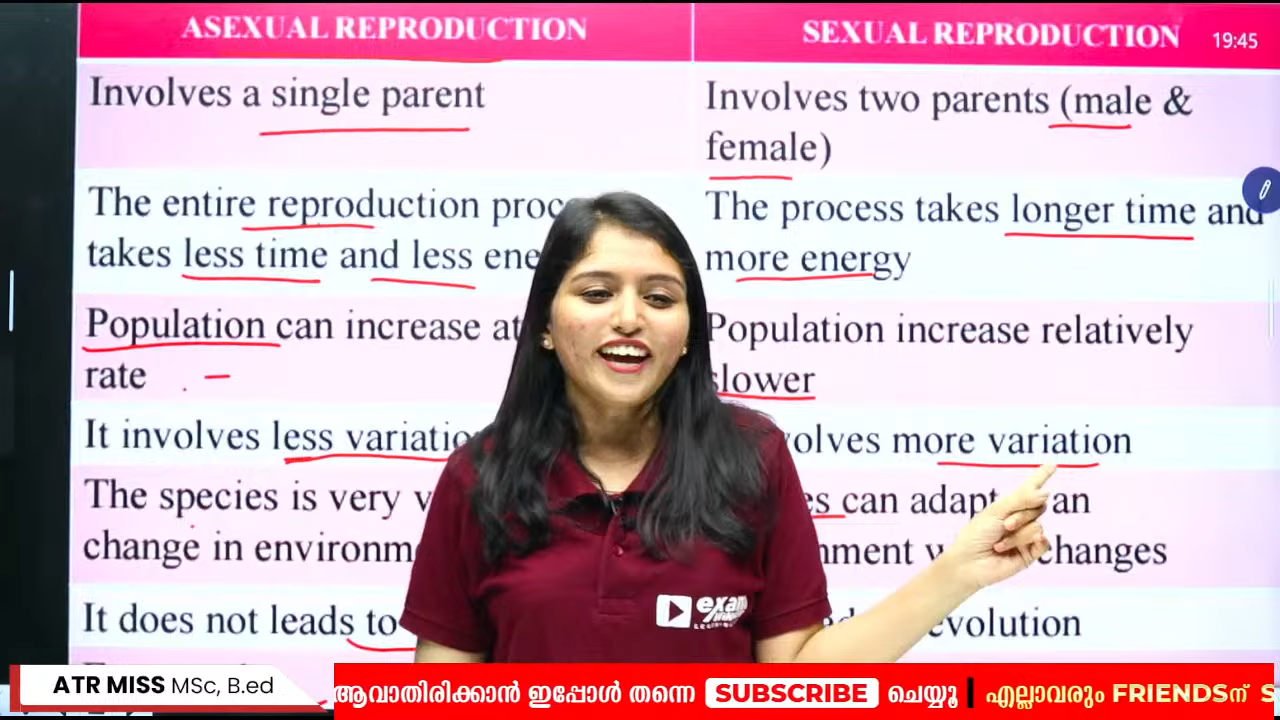 ASEXUAL REPRODUCTION
SEXUAL REPRODUCTION
19:45
Involves a single parent
Involves two parents (male &
female)
The entire reproduction
takes less time and less
The process takes longer time and
more energy
Population can increase at
rate
Population increase relatively
slower
It involves less
more variation
The species is very
change in
can adapt
changes
It does not leads to
evolution
exam
ATR MISS MSc, B.ed
ആവാതിരിക്കാൻ ഇപ്പോൾ തന്നെ SUBSCRIBE ചെയ്യൂ | എല്ലാവരും FRIENDSന്